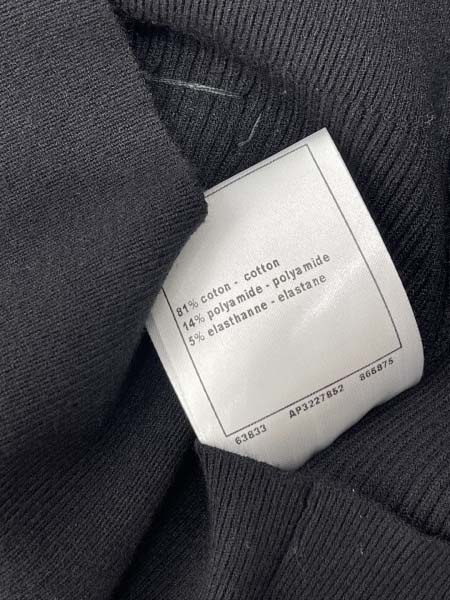 81% coton - cotton
14% polyamide - polyamide
5% elasthanne - elastane
63833 AP3227852 866875